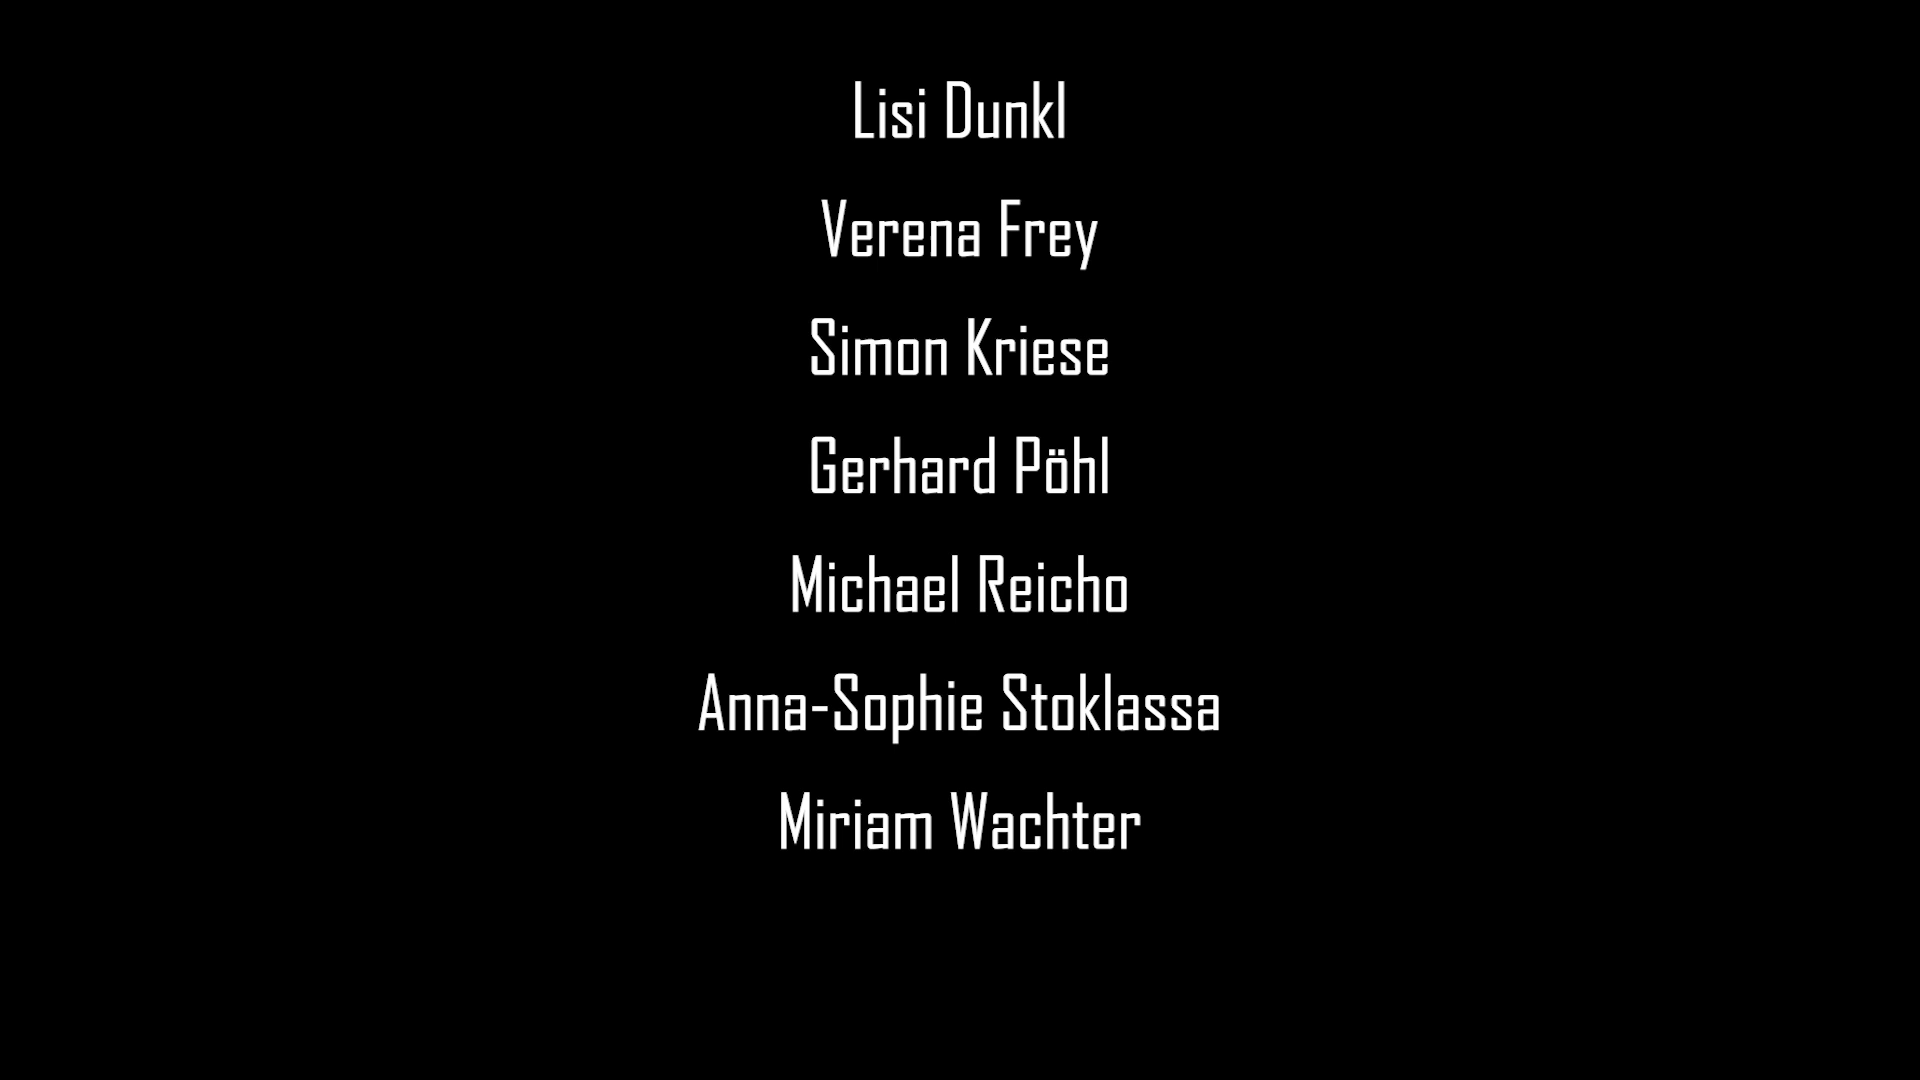 Lisi Dunkl
Verena Frey
Simon Kriese
Gerhard Pöhl
Michael Reicho
Anna-Sophie Stoklassa
Miriam Wachter